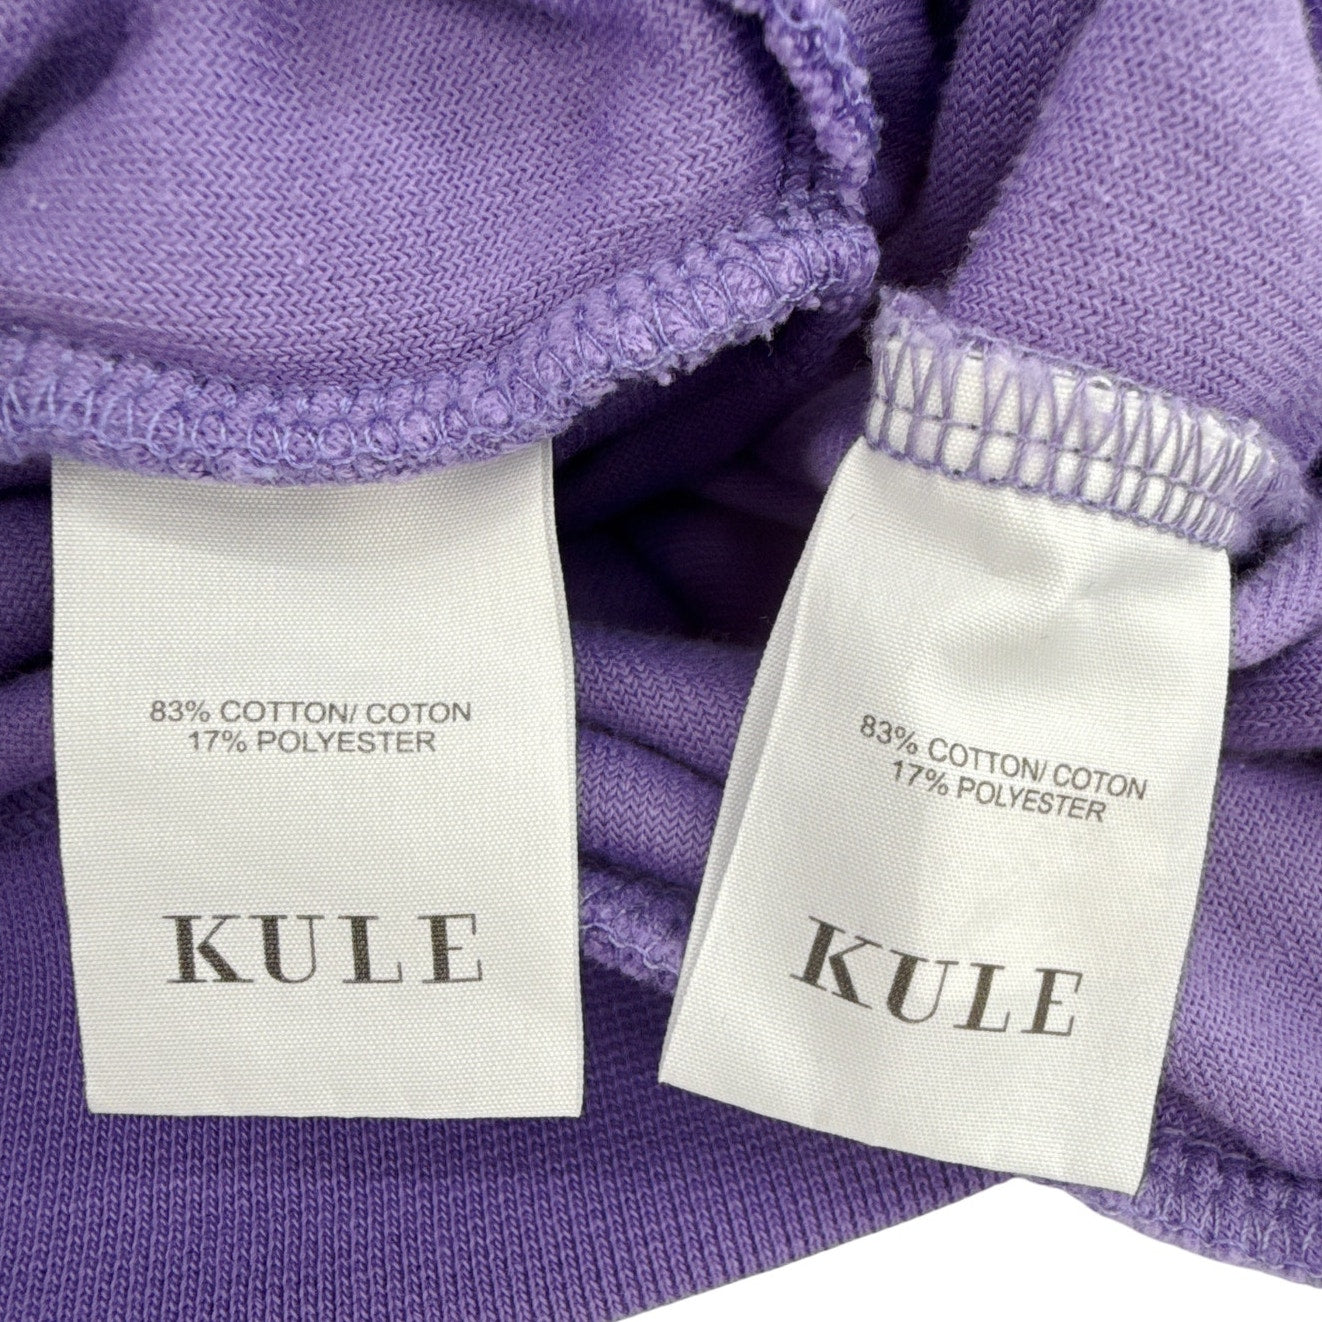 83% COTTON/ COTON
17% POLYESTER
KULE
83% COTTON/ COTON
17% POLYESTER
KULE